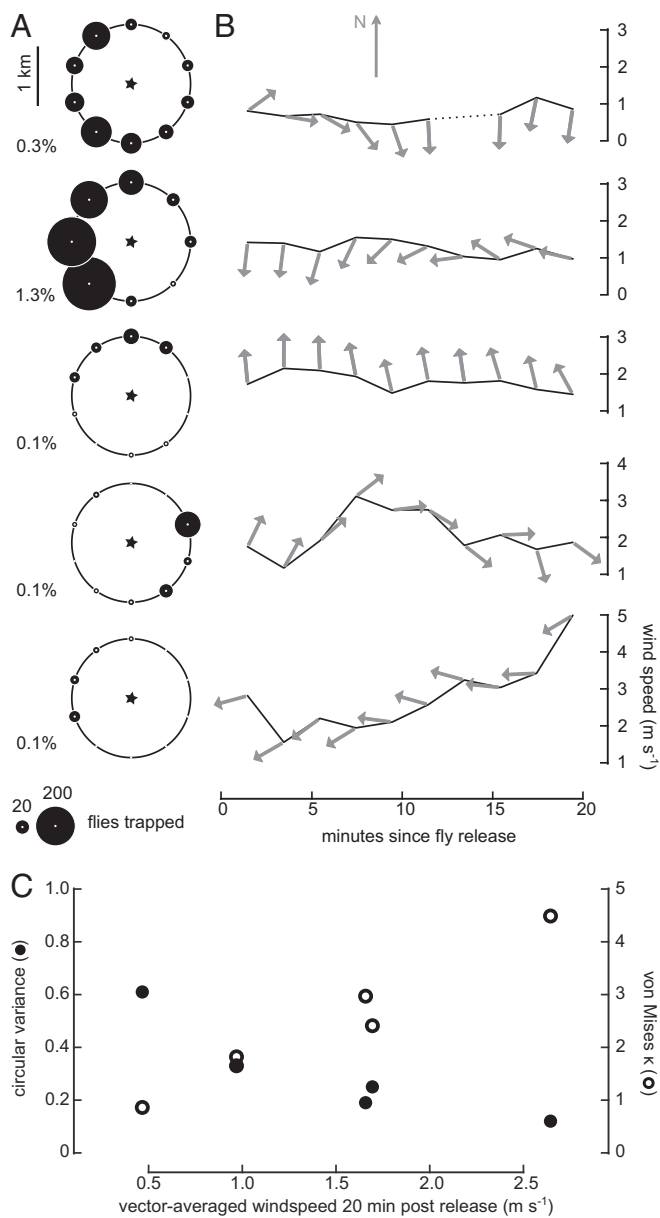 A
B
1 km
N
3
2
1
0
0.3%
3
2
1
0
1.3%
3
2
1
0.1%
4
3
2
1
0.1%
5
4
3
2
1
wind speed (m s⁻¹)
0.1%
20 200
flies trapped
0 5 10 15 20
minutes since fly release
C
1.0
0.8
0.6
0.4
0.2
0
circular variance (●)
5
4
3
2
1
0
von Mises κ (○)
0.5 1.0 1.5 2.0 2.5
vector-averaged windspeed 20 min post release (m s⁻¹)